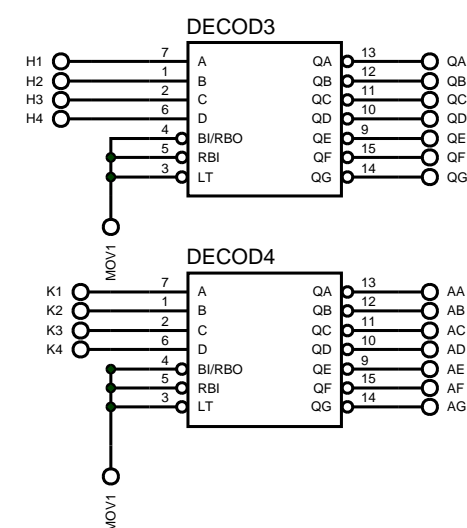 DECOD3
H1 7 A QA 13 QA
H2 1 B QB 12 QB
H3 2 C QC 11 QC
H4 6 D QD 10 QD
4 BI/RBO QE 9 QE
5 RBI QF 15 QF
3 LT QG 14 QG
MOV1
DECOD4
K1 7 A QA 13 AA
K2 1 B QB 12 AB
K3 2 C QC 11 AC
K4 6 D QD 10 AD
4 BI/RBO QE 9 AE
5 RBI QF 15 AF
3 LT QG 14 AG
MOV1